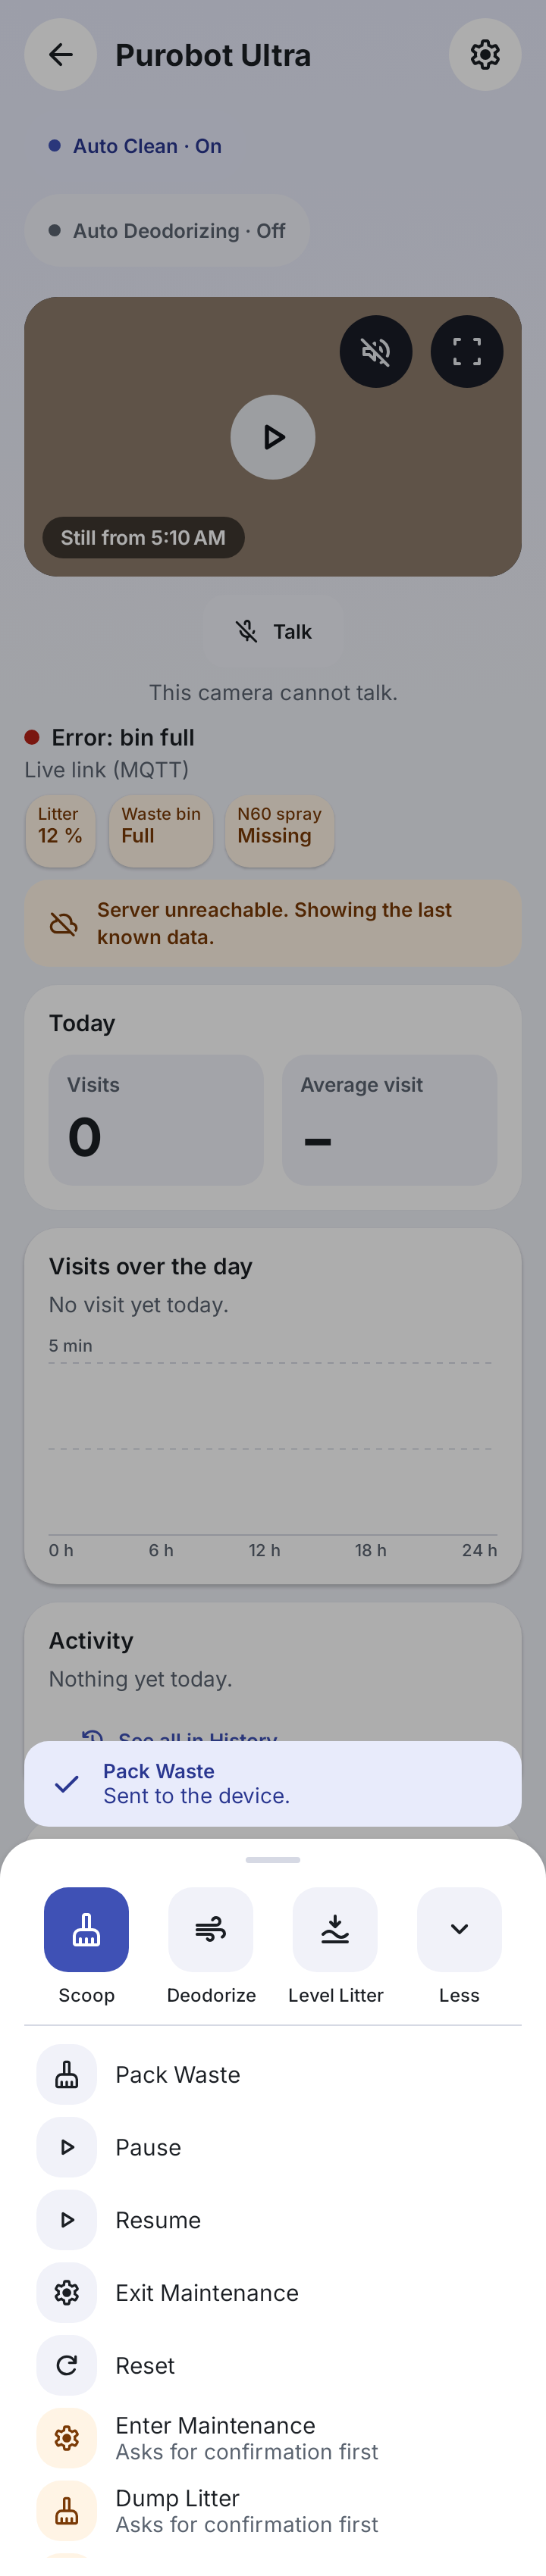 Purobot Ultra
Auto Clean · On
Auto Deodorizing · Off
Still from 5:10 AM
Talk
This camera cannot talk.
Error: bin full
Live link (MQTT)
Litter
12 %
Waste bin
Full
N60 spray
Missing
Server unreachable. Showing the last
known data.
Today
Visits
0
Average visit
–
Visits over the day
No visit yet today.
5 min
0 h 6 h 12 h 18 h 24 h
Activity
Nothing yet today.
See all in History
Pack Waste
Sent to the device.
Scoop
Deodorize
Level Litter
Less
Pack Waste
Pause
Resume
Exit Maintenance
Reset
Enter Maintenance
Asks for confirmation first
Dump Litter
Asks for confirmation first